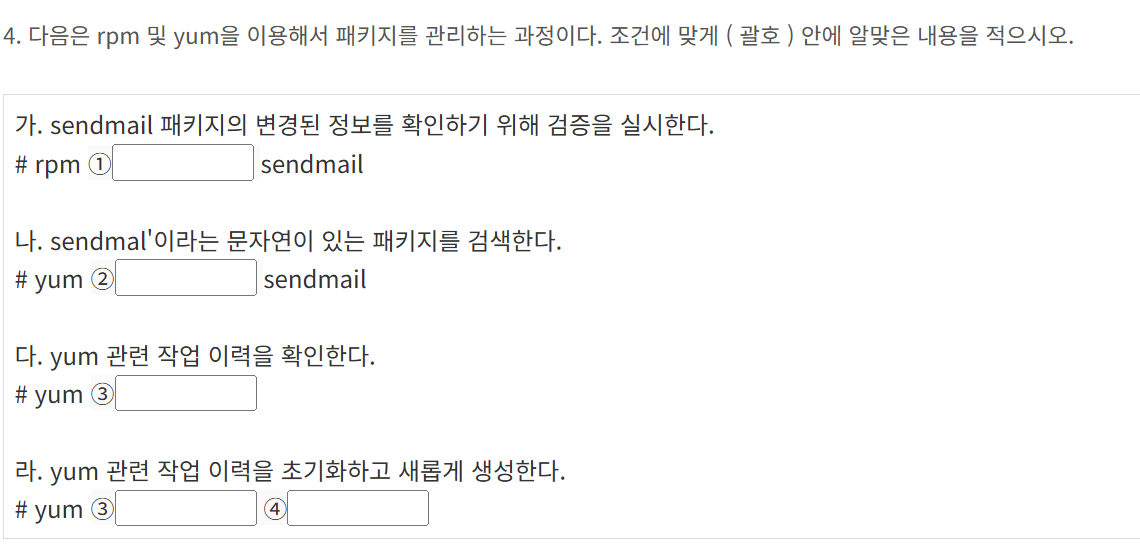 4. 다음은 rpm 및 yum을 이용해서 패키지를 관리하는 과정이다. 조건에 맞게 ( 괄호 ) 안에 알맞은 내용을 적으시오.
가. sendmail 패키지의 변경된 정보를 확인하기 위해 검증을 실시한다.
# rpm ① sendmail
나. sendmal'이라는 문자연이 있는 패키지를 검색한다.
# yum ② sendmail
다. yum 관련 작업 이력을 확인한다.
# yum ③
라. yum 관련 작업 이력을 초기화하고 새롭게 생성한다.
# yum ③ ④